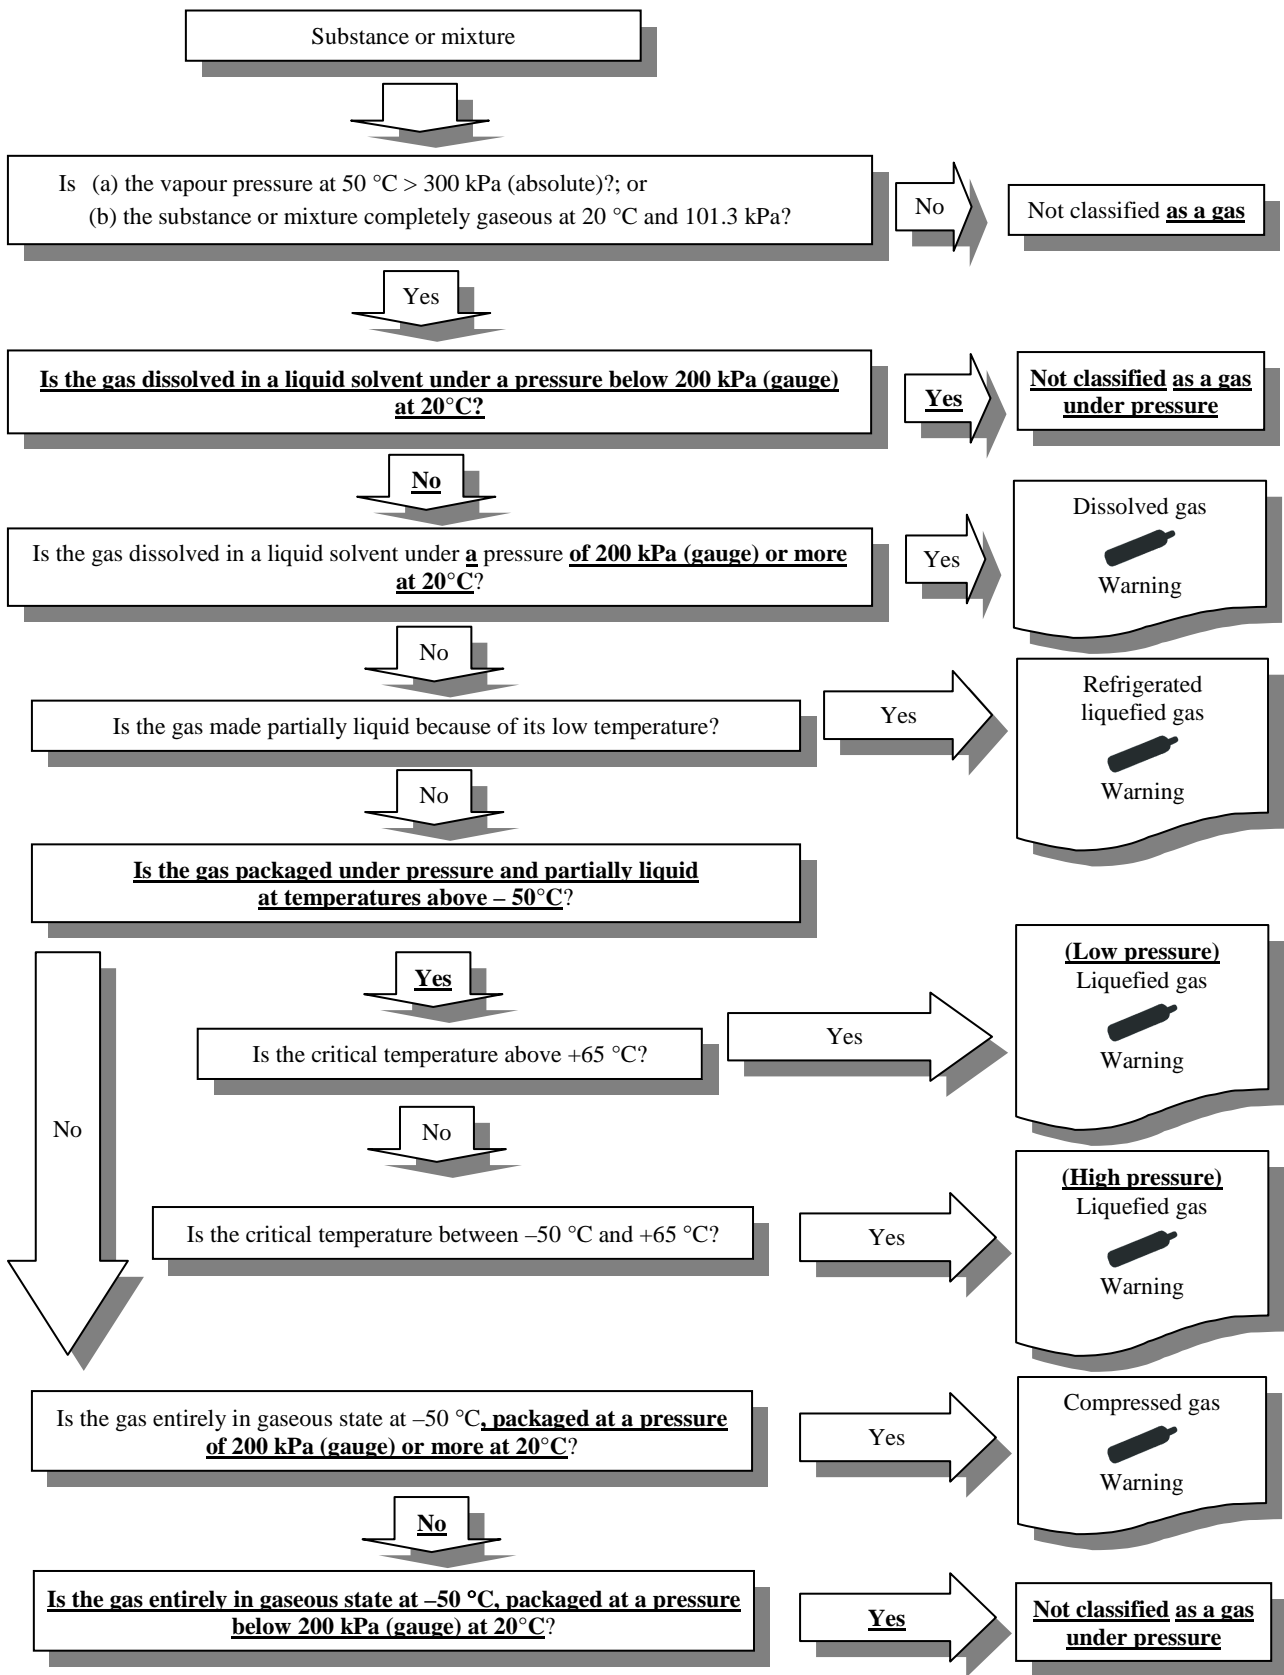 Substance or mixture
Is (a) the vapour pressure at 50 °C > 300 kPa (absolute)?; or
(b) the substance or mixture completely gaseous at 20 °C and 101.3 kPa?
No
Not classified as a gas
Yes
Is the gas dissolved in a liquid solvent under a pressure below 200 kPa (gauge)
at 20°C?
Yes
Not classified as a gas
under pressure
No
Is the gas dissolved in a liquid solvent under a pressure of 200 kPa (gauge) or more
at 20°C?
Yes
Dissolved gas
Warning
No
Is the gas made partially liquid because of its low temperature?
Yes
Refrigerated
liquefied gas
Warning
No
Is the gas packaged under pressure and partially liquid
at temperatures above – 50°C?
Yes
Is the critical temperature above +65 °C?
Yes
(Low pressure)
Liquefied gas
Warning
No
No
Is the critical temperature between –50 °C and +65 °C?
Yes
(High pressure)
Liquefied gas
Warning
Is the gas entirely in gaseous state at –50 °C, packaged at a pressure
of 200 kPa (gauge) or more at 20°C?
Yes
Compressed gas
Warning
No
Is the gas entirely in gaseous state at –50 °C, packaged at a pressure
below 200 kPa (gauge) at 20°C?
Yes
Not classified as a gas
under pressure